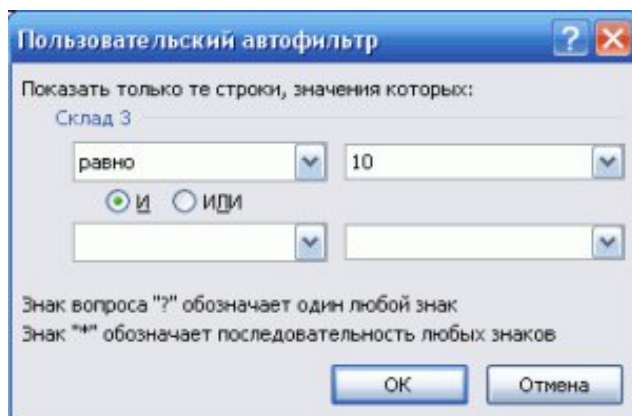 Пользовательский автофильтр
Показать только те строки, значения которых:
Склад 3
равно 10
И ИЛИ
Знак вопроса "?" обозначает один любой знак
Знак "*" обозначает последовательность любых знаков
ОК Отмена